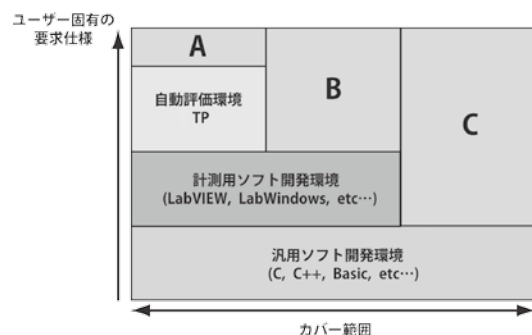 ユーザー固有の
要求仕様
A
自動評価環境
TP
B
C
計測用ソフト開発環境
(LabVIEW, LabWindows, etc…)
汎用ソフト開発環境
(C, C++, Basic, etc…)
カバー範囲